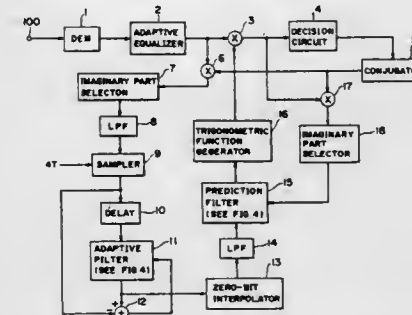 100
1
DEM
2
ADAPTIVE
EQUALIZER
3
X
4
DECISION
CIRCUIT
6
X
CONJUGAT
7
IMAGINARY PART
SELECTOR
17
X
8
LPF
16
TRIGONOMETRIC
FUNCTION
GENERATOR
18
IMAGINARY
PART
SELECTOR
4T
9
SAMPLER
15
PREDICTION
FILTER
(SEE FIG.4)
10
DELAY
11
ADAPTIVE
FILTER
(SEE FIG.4)
14
LPF
13
ZERO-BIT
INTERPOLATOR
12
+
-
+